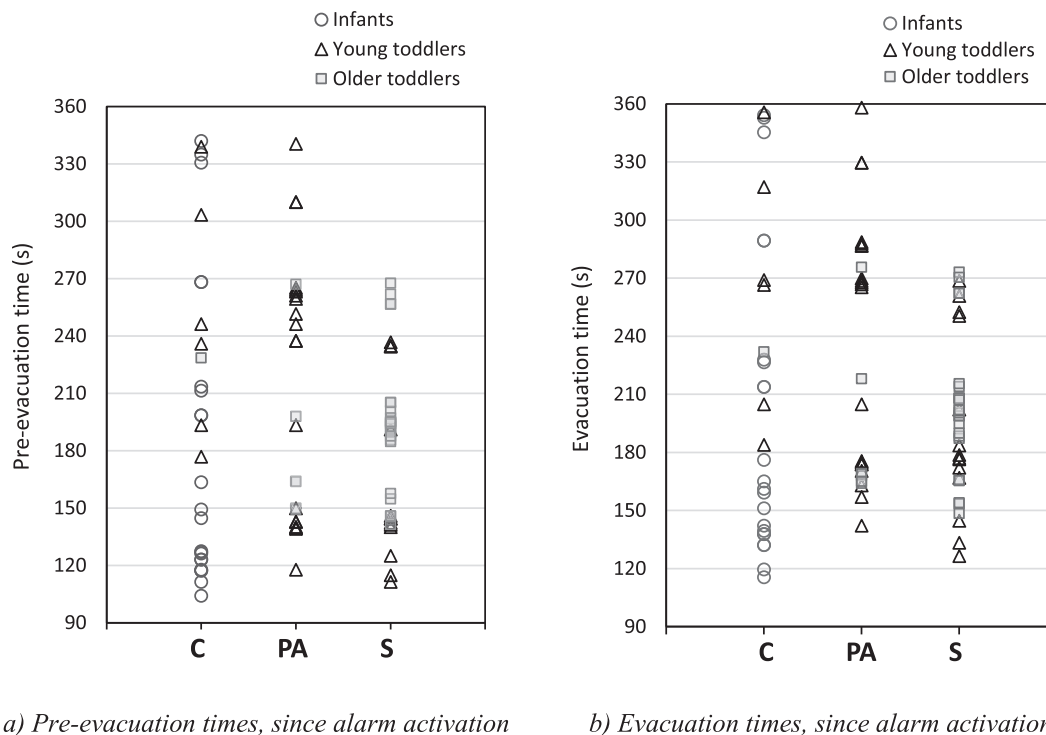 Infants
Young toddlers
Older toddlers
360
330
300
270
240
210
180
150
120
90
Pre-evacuation time (s)
C PA S
a) Pre-evacuation times, since alarm activation
Infants
Young toddlers
Older toddlers
360
330
300
270
240
210
180
150
120
90
Evacuation time (s)
C PA S
b) Evacuation times, since alarm activation